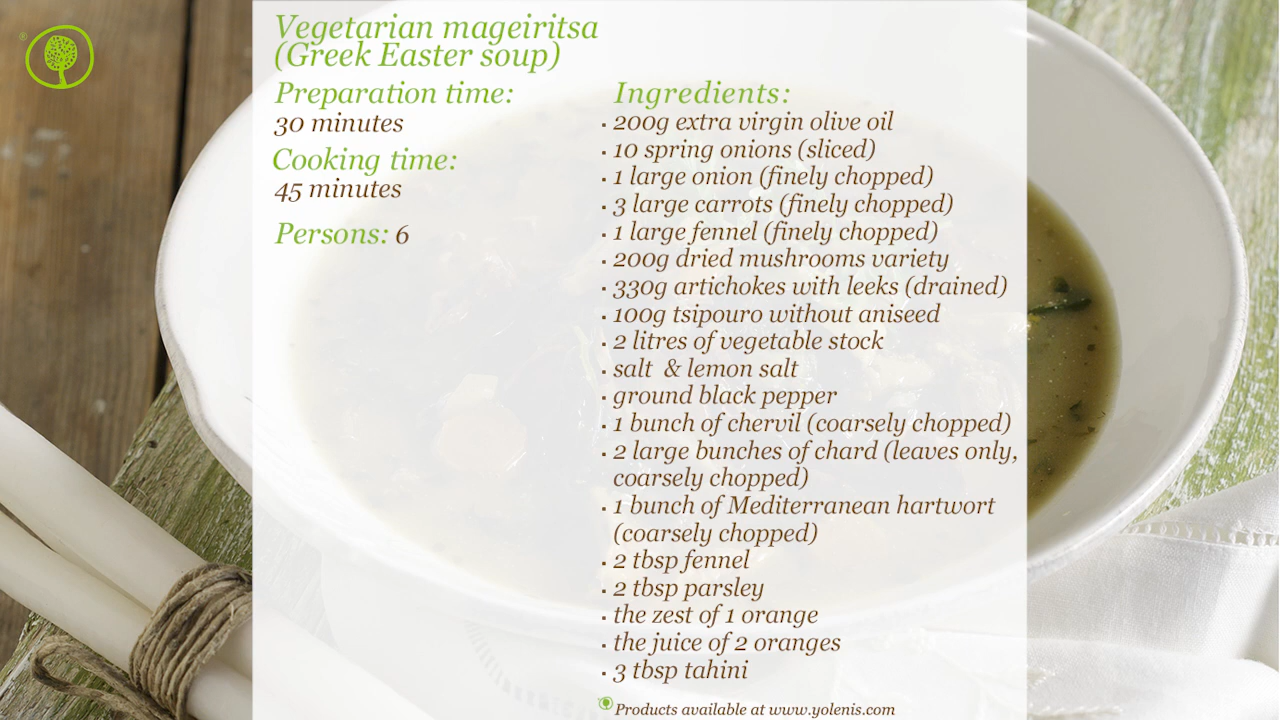 Vegetarian mageiritsa
(Greek Easter soup)
Preparation time:
30 minutes
Cooking time:
45 minutes
Persons: 6
Ingredients:
· 200g extra virgin olive oil
· 10 spring onions (sliced)
· 1 large onion (finely chopped)
· 3 large carrots (finely chopped)
· 1 large fennel (finely chopped)
· 200g dried mushrooms variety
· 330g artichokes with leeks (drained)
· 100g tsipouro without aniseed
· 2 litres of vegetable stock
· salt & lemon salt
· ground black pepper
· 1 bunch of chervil (coarsely chopped)
· 2 large bunches of chard (leaves only,
coarsely chopped)
· 1 bunch of Mediterranean hartwort
(coarsely chopped)
· 2 tbsp fennel
· 2 tbsp parsley
· the zest of 1 orange
· the juice of 2 oranges
· 3 tbsp tahini
Products available at www.yolenis.com
®